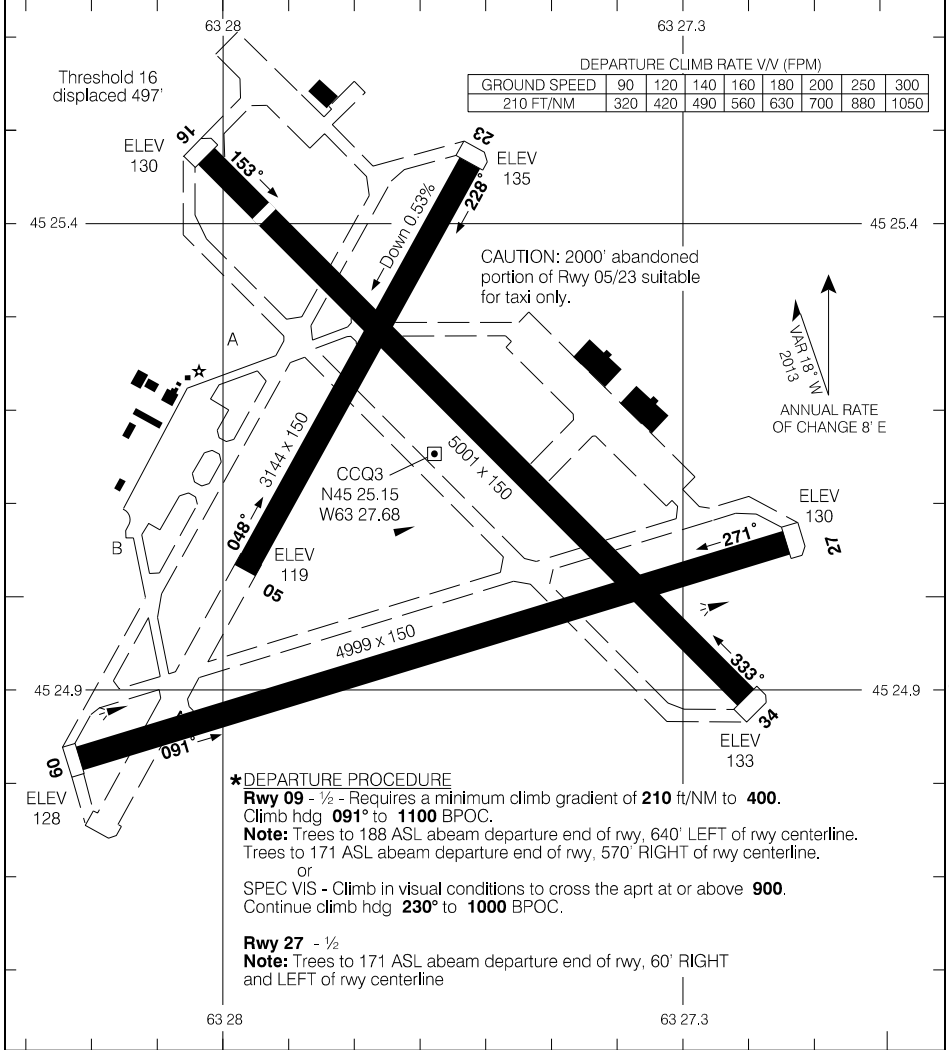 63 28
63 27.3
Threshold 16
displaced 497'
DEPARTURE CLIMB RATE V/V (FPM)
GROUND SPEED 90 120 140 160 180 200 250 300
210 FT/NM 320 420 490 560 630 700 880 1050
16
ELEV
130
153°
23
ELEV
135
228°
Down 0.53%
45 25.4
45 25.4
CAUTION: 2000' abandoned
portion of Rwy 05/23 suitable
for taxi only.
VAR 18° W
2013
ANNUAL RATE
OF CHANGE 8' E
A
3144 x 150
5001 x 150
CCQ3
N45 25.15
W63 27.68
B
048°
ELEV
119
05
ELEV
130
27
271°
4999 x 150
45 24.9
45 24.9
333°
34
ELEV
133
091°
09
ELEV
128
*DEPARTURE PROCEDURE
Rwy 09 - ½ - Requires a minimum climb gradient of 210 ft/NM to 400.
Climb hdg 091° to 1100 BPOC.
Note: Trees to 188 ASL abeam departure end of rwy, 640' LEFT of rwy centerline.
Trees to 171 ASL abeam departure end of rwy, 570' RIGHT of rwy centerline.
or
SPEC VIS - Climb in visual conditions to cross the aprt at or above 900.
Continue climb hdg 230° to 1000 BPOC.
Rwy 27 - ½
Note: Trees to 171 ASL abeam departure end of rwy, 60' RIGHT
and LEFT of rwy centerline
63 28
63 27.3